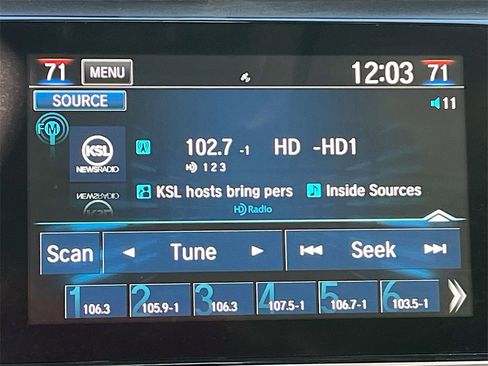 71 MENU 12:03 71
SOURCE 11
FM
KSL
NEWSRADIO
102.7 -1 HD -HD1
HD 1 2 3
KSL hosts bring pers Inside Sources
HD Radio
Scan Tune Seek
1 106.3 2 105.9-1 3 106.3 4 107.5-1 5 106.7-1 6 103.5-1